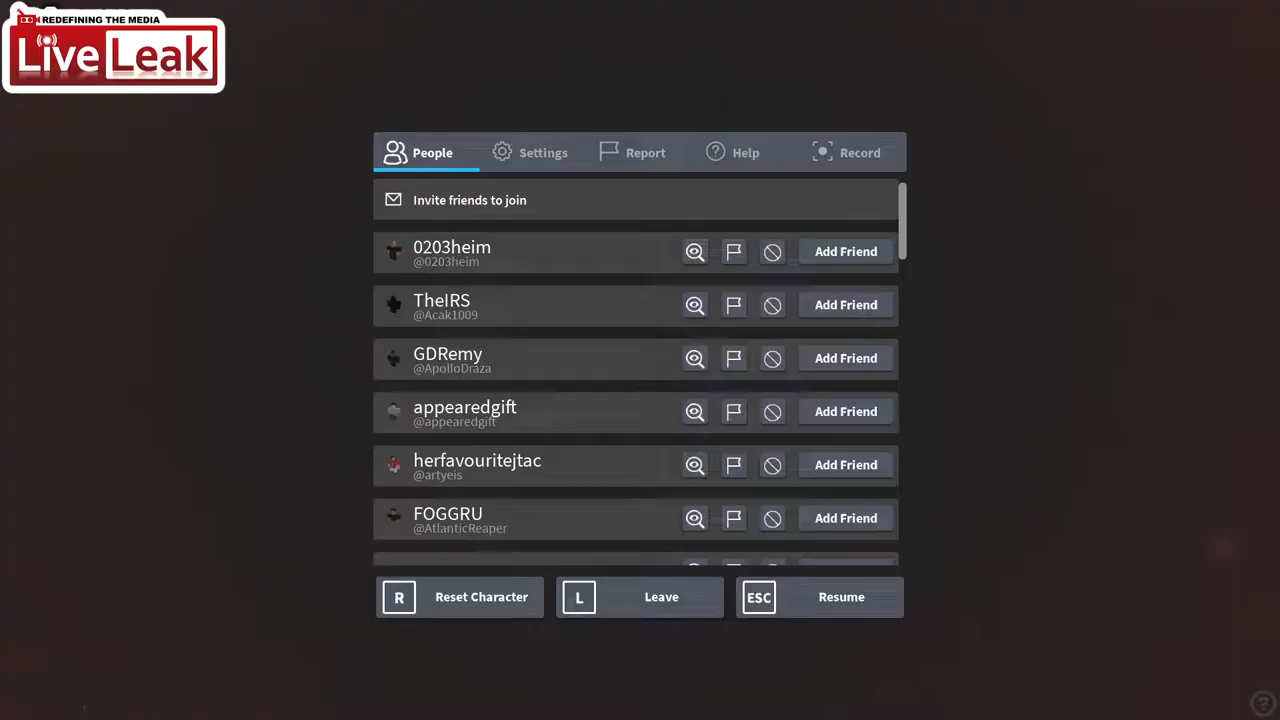 REDEFINING THE MEDIA
LiveLeak
People
Settings
Report
Help
Record
Invite friends to join
0203heim
@0203heim
Add Friend
TheIRS
@Acak1009
Add Friend
GDRemy
@ApolloDraza
Add Friend
appearedgift
@appearedgift
Add Friend
herfavouritejtac
@artyeis
Add Friend
FOGGRU
@AtlanticReaper
Add Friend
R Reset Character
L Leave
ESC Resume